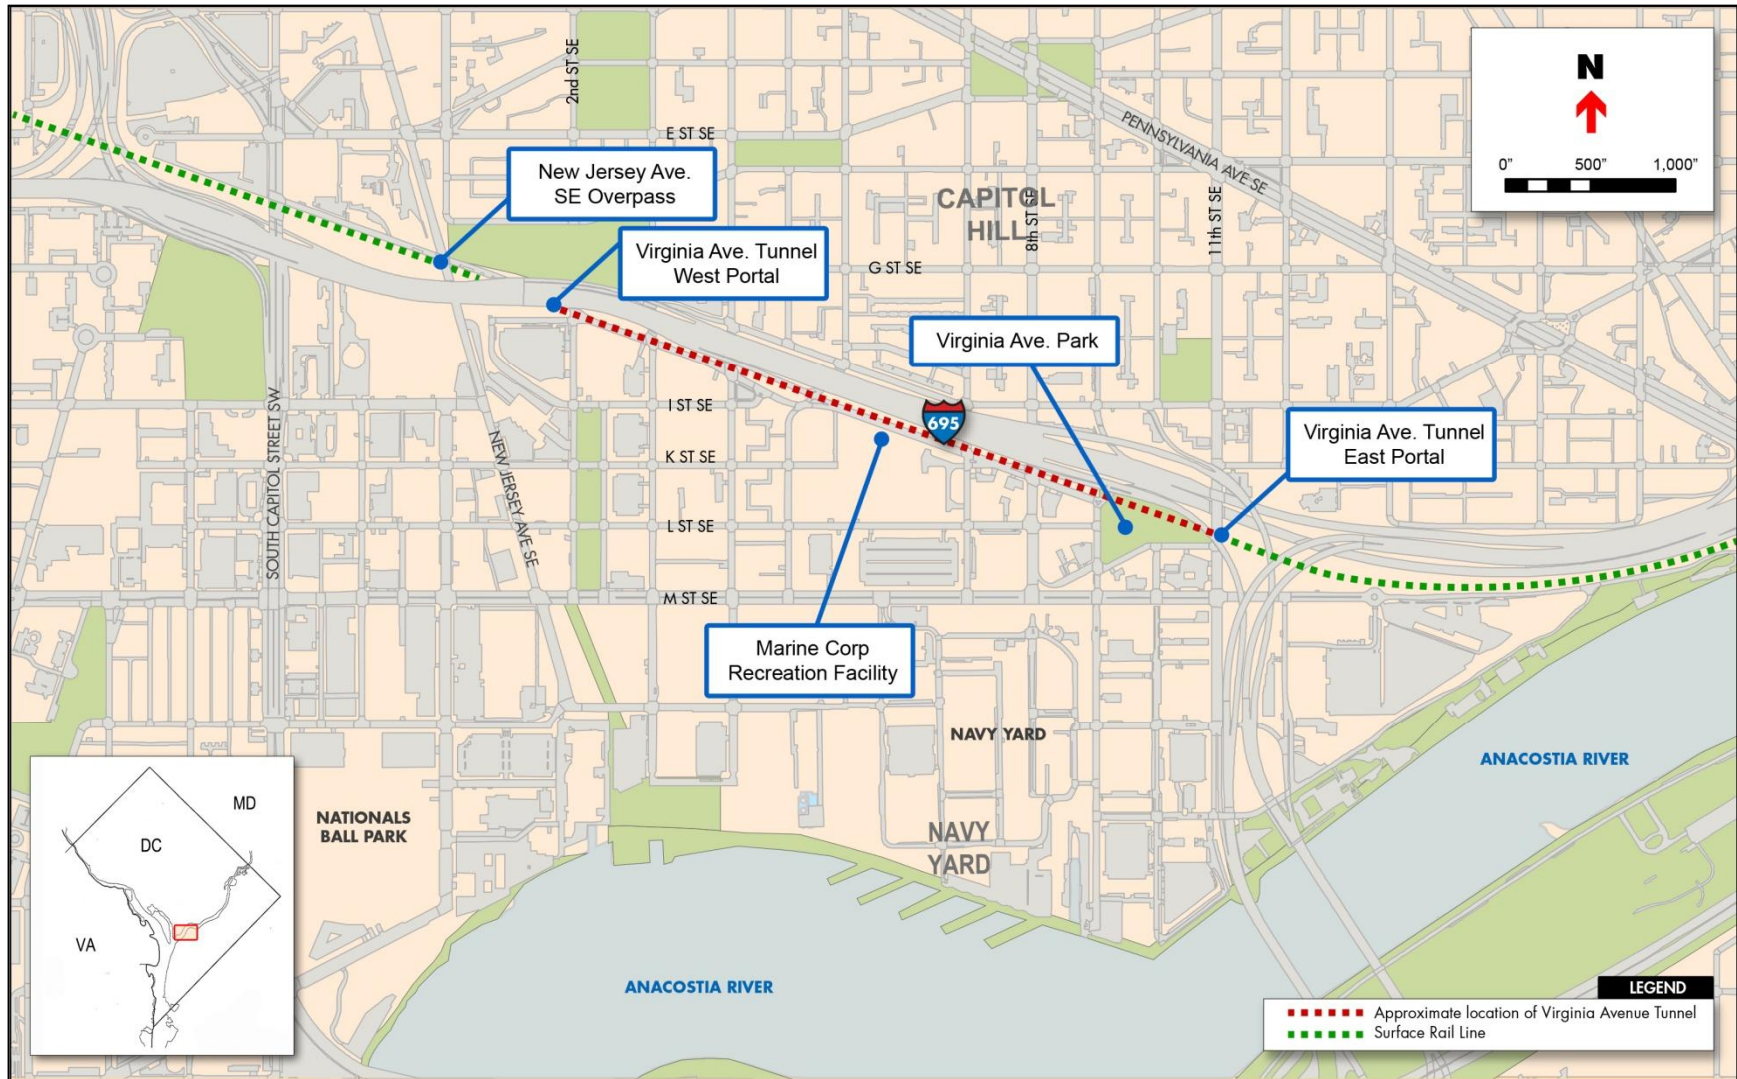 2nd ST SE
E ST SE
PENNSYLVANIA AVE SE
N
0" 500" 1,000"
New Jersey Ave.
SE Overpass
CAPITOL
HILL
8th ST SE
11th ST SE
Virginia Ave. Tunnel
West Portal
G ST SE
Virginia Ave. Park
I ST SE
695
Virginia Ave. Tunnel
East Portal
SOUTH CAPITOL STREET SW
NEW JERSEY AVE SE
K ST SE
L ST SE
M ST SE
Marine Corp
Recreation Facility
NAVY YARD
ANACOSTIA RIVER
NATIONALS
BALL PARK
NAVY
YARD
MD
DC
VA
ANACOSTIA RIVER
LEGEND
Approximate location of Virginia Avenue Tunnel
Surface Rail Line